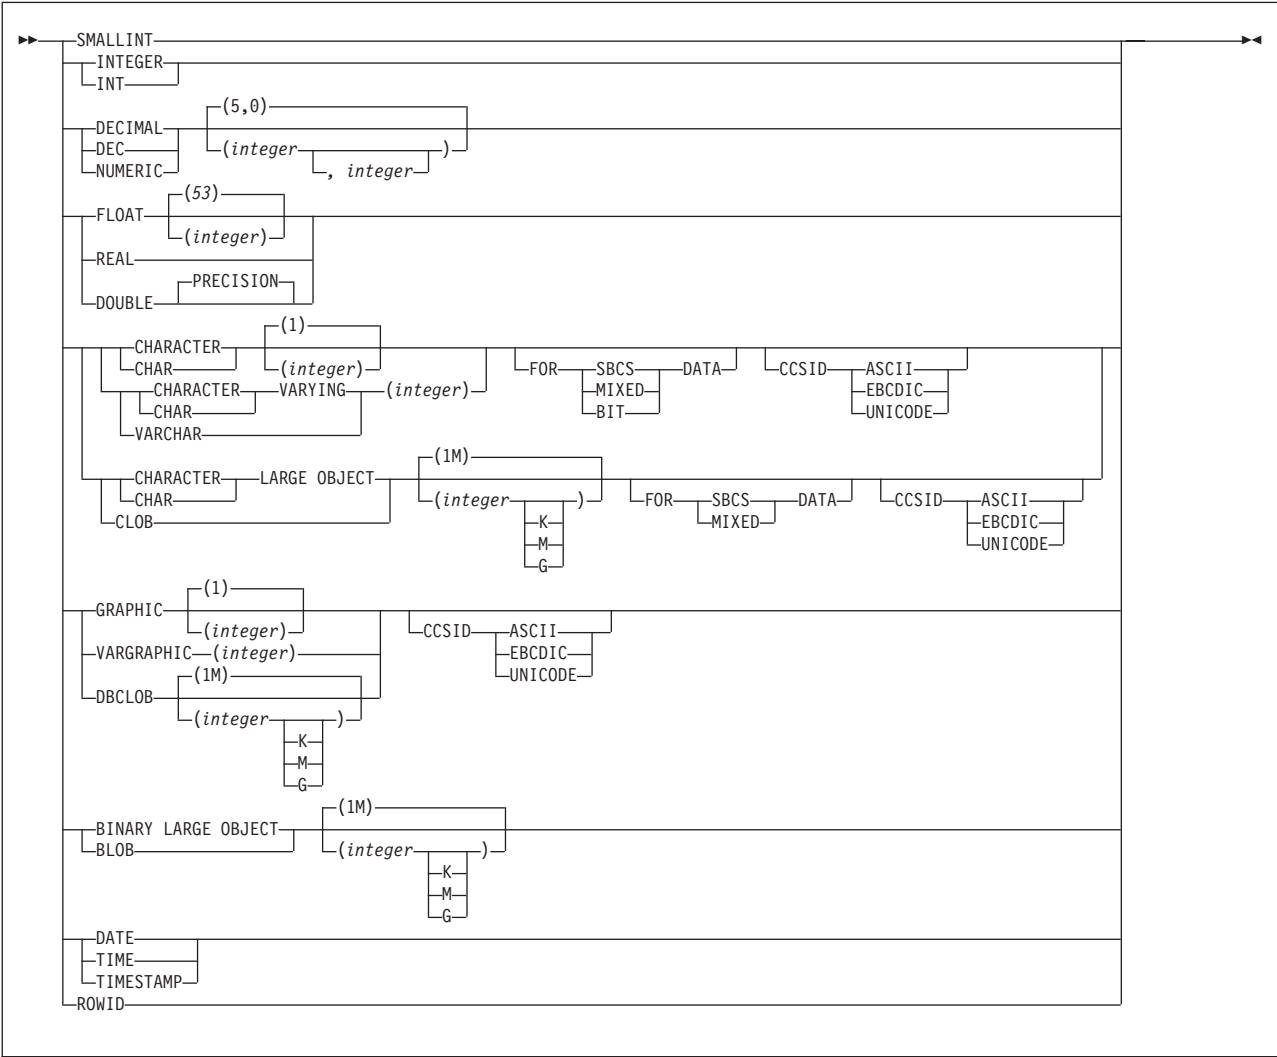 SMALLINT
INTEGER
INT
(5,0)
DECIMAL
DEC (integer )
NUMERIC , integer
(53)
FLOAT
(integer)
REAL
PRECISION
DOUBLE
(1)
CHARACTER
CHAR (integer) FOR SBCS DATA CCSID ASCII
CHARACTER VARYING (integer) MIXED EBCDIC
CHAR BIT UNICODE
VARCHAR
(1M)
CHARACTER LARGE OBJECT
CHAR (integer ) FOR SBCS DATA CCSID ASCII
CLOB K MIXED EBCDIC
M UNICODE
G
(1)
GRAPHIC
(integer) CCSID ASCII
VARGRAPHIC (integer) EBCDIC
(1M) UNICODE
DBCLOB
(integer )
K
M
G
(1M)
BINARY LARGE OBJECT
BLOB (integer )
K
M
G
DATE
TIME
TIMESTAMP
ROWID